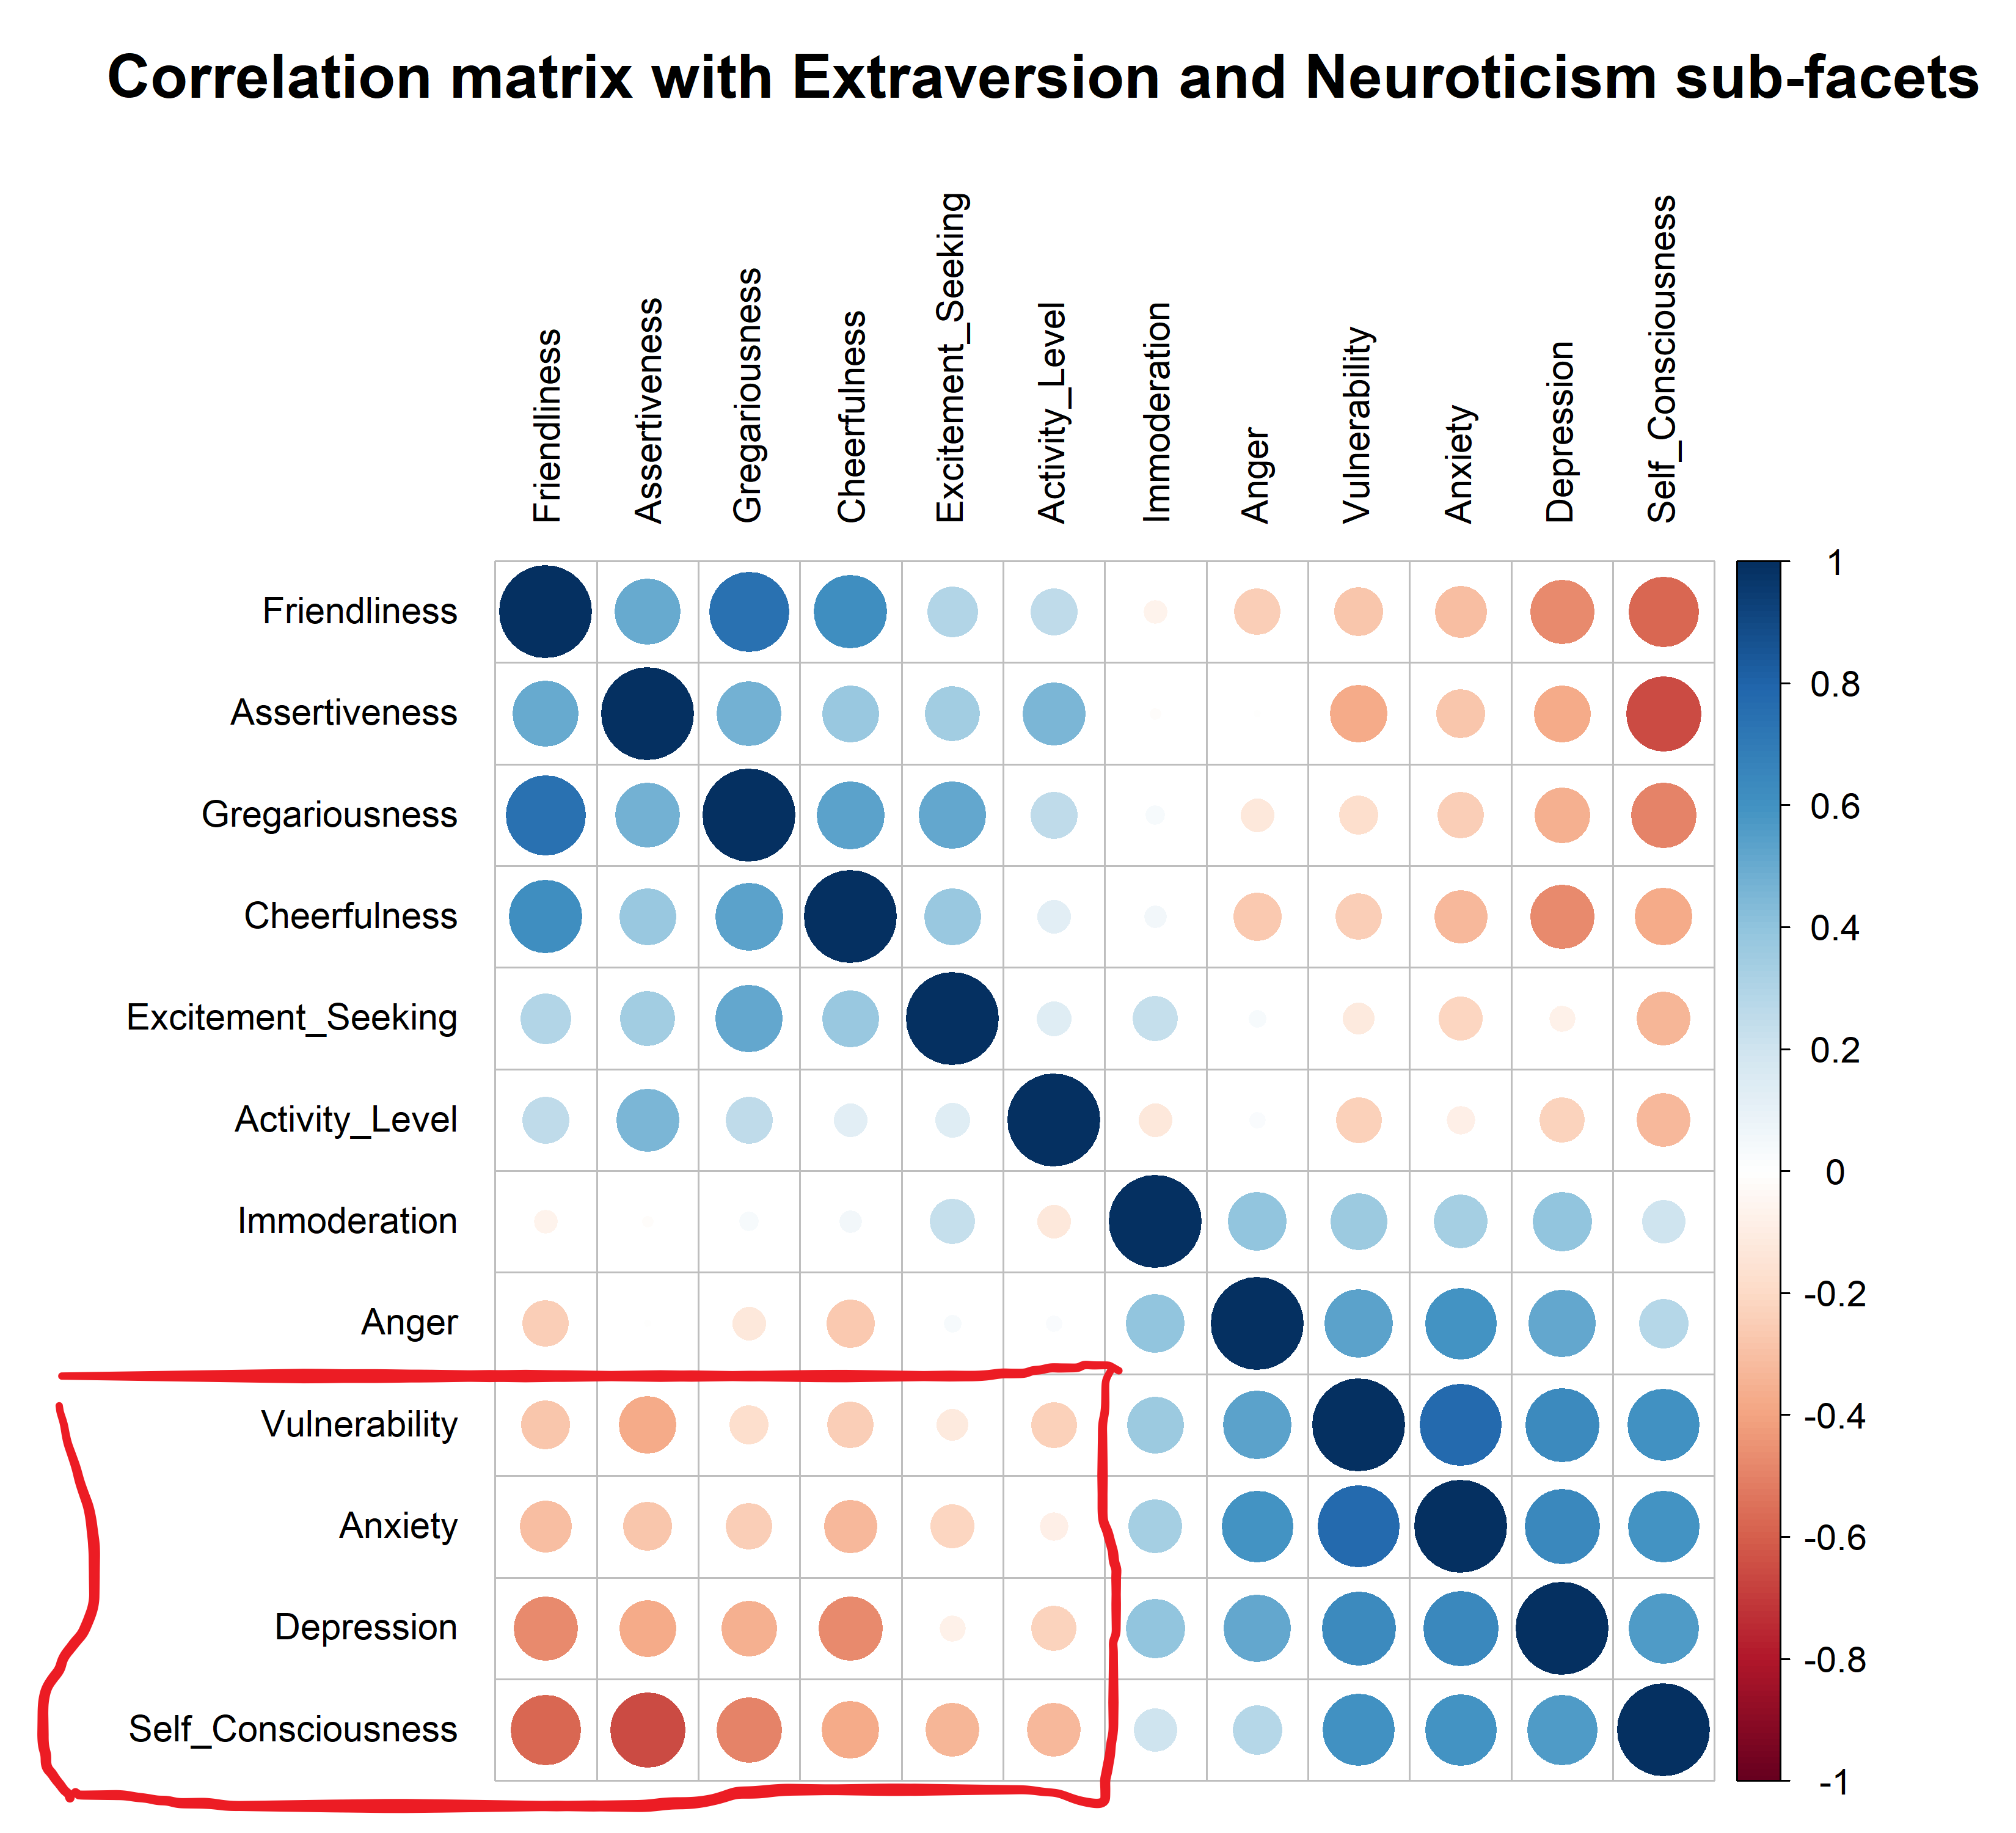 Correlation matrix with Extraversion and Neuroticism sub-facets
Friendliness
Assertiveness
Gregariousness
Cheerfulness
Excitement_Seeking
Activity_Level
Immoderation
Anger
Vulnerability
Anxiety
Depression
Self_Consciousness
Friendliness
Assertiveness
Gregariousness
Cheerfulness
Excitement_Seeking
Activity_Level
Immoderation
Anger
Vulnerability
Anxiety
Depression
Self_Consciousness
1
0.8
0.6
0.4
0.2
0
-0.2
-0.4
-0.6
-0.8
-1